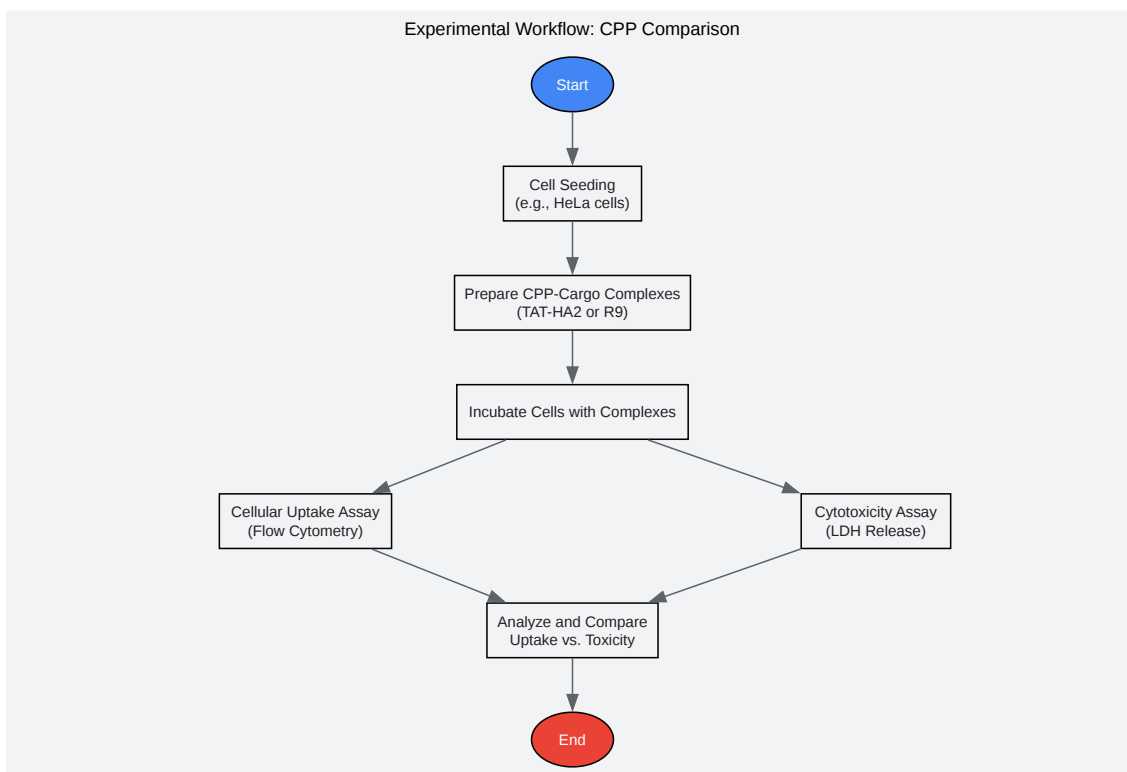 Experimental Workflow: CPP Comparison
Start
Cell Seeding
(e.g., HeLa cells)
Prepare CPP-Cargo Complexes
(TAT-HA2 or R9)
Incubate Cells with Complexes
Cellular Uptake Assay
(Flow Cytometry)
Cytotoxicity Assay
(LDH Release)
Analyze and Compare
Uptake vs. Toxicity
End